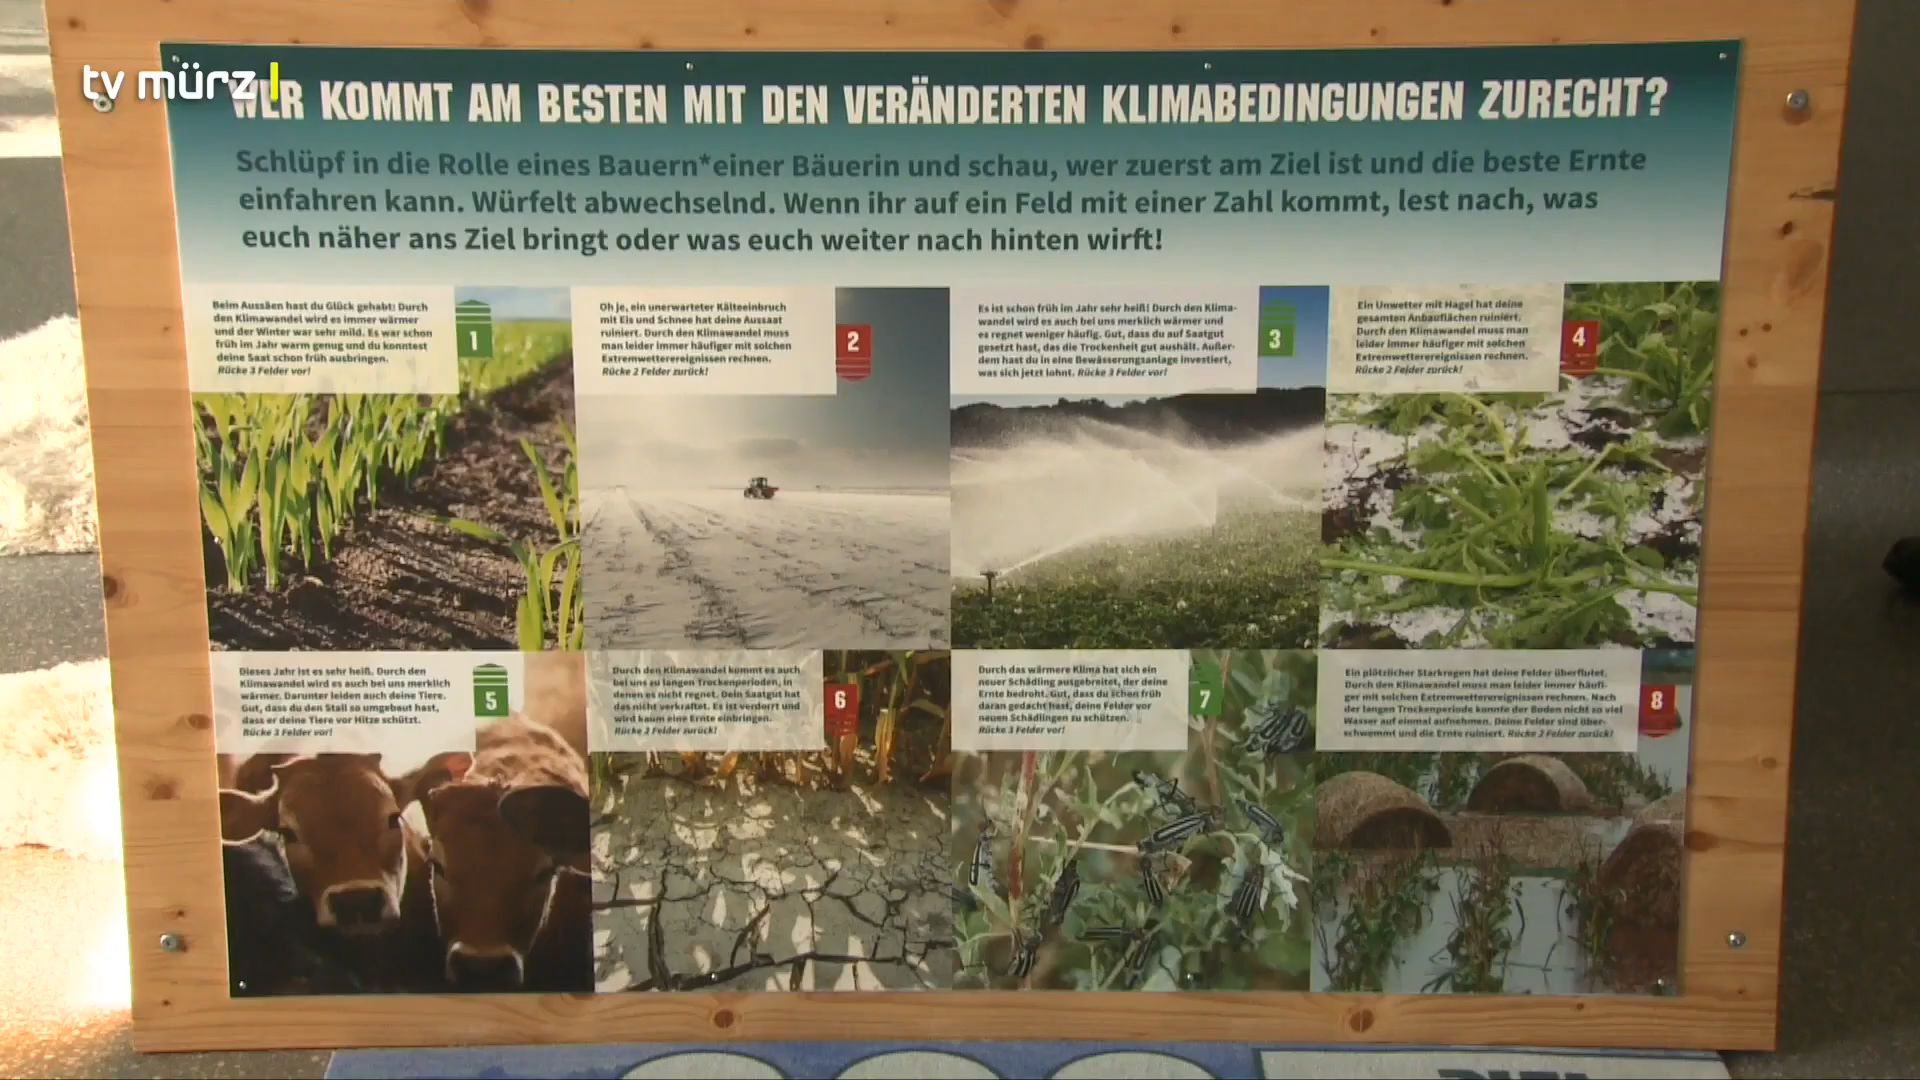 tv mürz
WER KOMMT AM BESTEN MIT DEN VERÄNDERTEN KLIMABEDINGUNGEN ZURECHT?
Schlüpf in die Rolle eines Bauern*einer Bäuerin und schau, wer zuerst am Ziel ist und die beste Ernte
einfahren kann. Würfelt abwechselnd. Wenn ihr auf ein Feld mit einer Zahl kommt, lest nach, was
euch näher ans Ziel bringt oder was euch weiter nach hinten wirft!
Beim Aussäen hast du Glück gehabt: Durch
den Klimawandel wird es immer wärmer
und der Winter war sehr mild. Es war schon
früh im Jahr warm genug und du konntest
deine Saat schon früh ausbringen.
Rücke 3 Felder vor!
1
Oh je, ein unerwarteter Kälteeinbruch
mit Eis und Schnee hat deine Aussaat
ruiniert. Durch den Klimawandel muss
man leider immer häufiger mit solchen
Extremwetterereignissen rechnen.
Rücke 2 Felder zurück!
2
Es ist schon früh im Jahr sehr heiß! Durch den Klima-
wandel wird es auch bei uns merklich wärmer und
es regnet weniger häufig. Gut, dass du auf Saatgut
gesetzt hast, das die Trockenheit gut aushält. Außer-
dem hast du in eine Bewässerungsanlage investiert,
was sich jetzt lohnt. Rücke 3 Felder vor!
3
Ein Unwetter mit Hagel hat deine
gesamten Anbauflächen ruiniert.
Durch den Klimawandel muss man
leider immer häufiger mit solchen
Extremwetterereignissen rechnen.
Rücke 2 Felder zurück!
4
Dieses Jahr ist es sehr heiß. Durch den
Klimawandel wird es auch bei uns merklich
wärmer. Darunter leiden auch deine Tiere.
Gut, dass du den Stall so umgebaut hast,
dass er deine Tiere vor Hitze schützt.
Rücke 3 Felder vor!
5
Durch den Klimawandel kommt es auch
bei uns zu langen Trockenperioden, in
denen es nicht regnet. Dein Saatgut hat
das nicht verkraftet. Es ist verdorrt und
wird kaum eine Ernte einbringen.
Rücke 2 Felder zurück!
6
Durch das wärmere Klima hat sich ein
neuer Schädling ausgebreitet, der deine
Ernte bedroht. Gut, dass du schon früh
daran gedacht hast, deine Felder vor
neuen Schädlingen zu schützen.
Rücke 3 Felder vor!
7
Ein plötzlicher Starkregen hat deine Felder überflutet.
Durch den Klimawandel muss man leider immer häufi-
ger mit solchen Extremwetterereignissen rechnen. Nach
der langen Trockenperiode konnte der Boden nicht so viel
Wasser auf einmal aufnehmen. Deine Felder sind über-
schwemmt und die Ernte ruiniert. Rücke 2 Felder zurück!
8